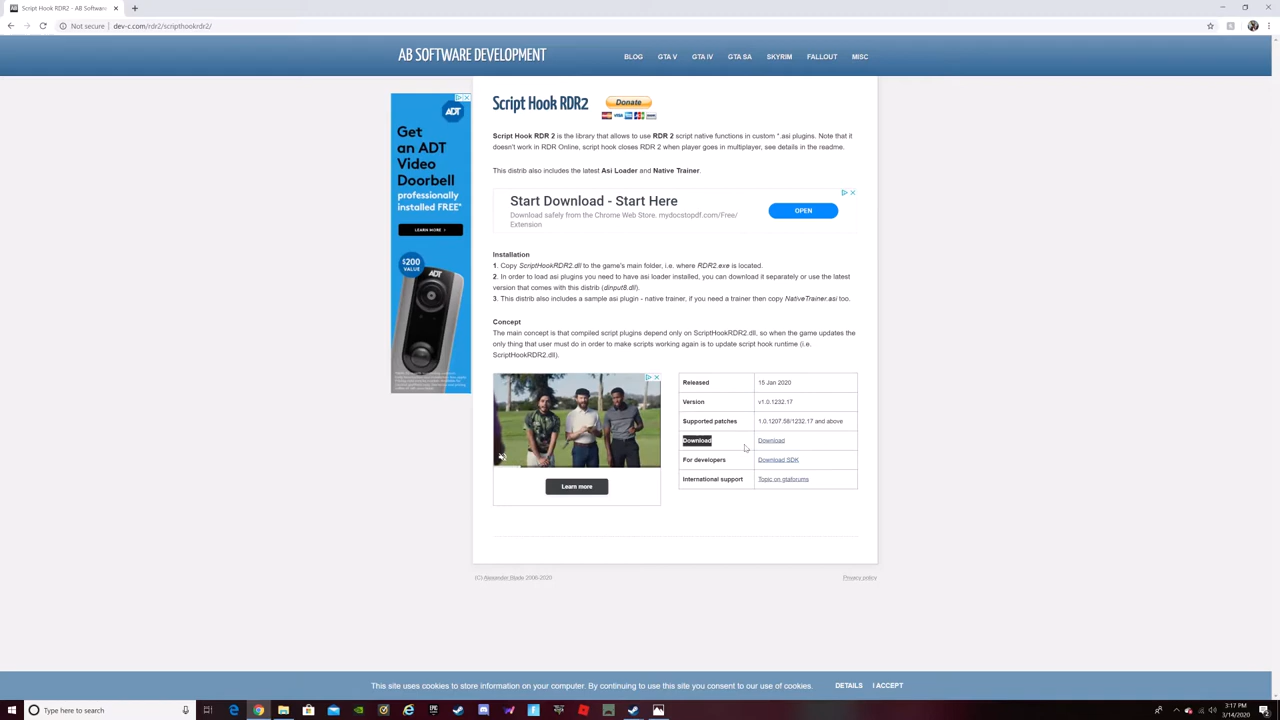 Script Hook RDR2 - AB Software
Not secure | dev-c.com/rdr2/scripthookrdr2/
AB SOFTWARE DEVELOPMENT
BLOG GTA V GTA IV GTA SA SKYRIM FALLOUT MISC
ADT
Get
an ADT
Video
Doorbell
professionally
installed FREE*
LEARN MORE >
$200
VALUE
ADT
Script Hook RDR2
Donate
VISA
Script Hook RDR 2 is the library that allows to use RDR 2 script native functions in custom *.asi plugins. Note that it
doesn't work in RDR Online, script hook closes RDR 2 when player goes in multiplayer, see details in the readme.
This distrib also includes the latest Asi Loader and Native Trainer.
Start Download - Start Here
Download safely from the Chrome Web Store. mydocstopdf.com/Free/
Extension
OPEN
Installation
1. Copy ScriptHookRDR2.dll to the game's main folder, i.e. where RDR2.exe is located.
2. In order to load asi plugins you need to have asi loader installed, you can download it separately or use the latest
version that comes with this distrib (dinput8.dll).
3. This distrib also includes a sample asi plugin - native trainer, if you need a trainer then copy NativeTrainer.asi too.
Concept
The main concept is that compiled script plugins depend only on ScriptHookRDR2.dll, so when the game updates the
only thing that user must do in order to make scripts working again is to update script hook runtime (i.e.
ScriptHookRDR2.dll).
Learn more
Released 15 Jan 2020
Version v1.0.1232.17
Supported patches 1.0.1207.58/1232.17 and above
Download Download
For developers Download SDK
International support Topic on gtaforums
(C) Alexander Blade 2008-2020
Privacy policy
This site uses cookies to store information on your computer. By continuing to use this site you consent to our use of cookies.
DETAILS I ACCEPT
Type here to search
3:17 PM
3/14/2020